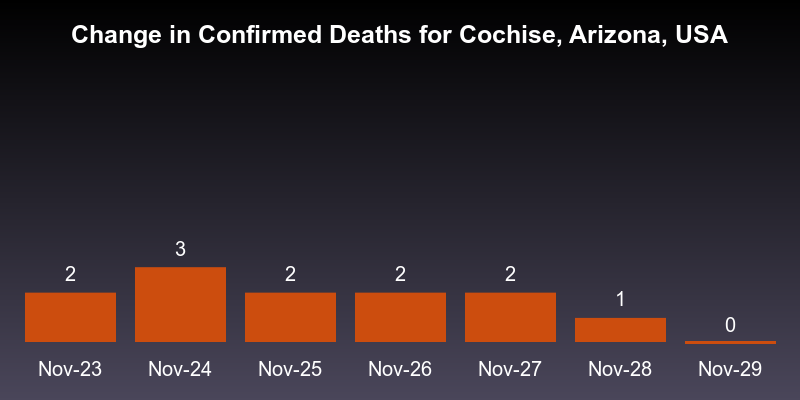 Change in Confirmed Deaths for Cochise, Arizona, USA
3
2 2 2 2
1
0
Nov-23 Nov-24 Nov-25 Nov-26 Nov-27 Nov-28 Nov-29